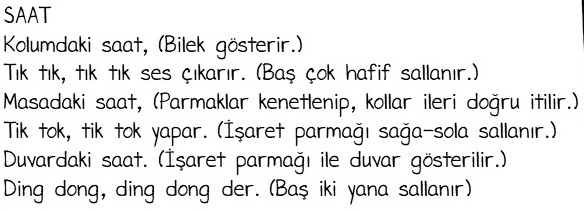 SAAT
Kolumdaki saat, (Bilek gösterir.)
Tık tık, tık tık ses çıkarır. (Baş çok hafif sallanır.)
Masadaki saat, (Parmaklar kenetlenip, kollar ileri doğru itilir.)
Tik tok, tik tok yapar. (İşaret parmağı sağa-sola sallanır.)
Duvardaki saat. (İşaret parmağı ile duvar gösterilir.)
Ding dong, ding dong der. (Baş iki yana sallanır)